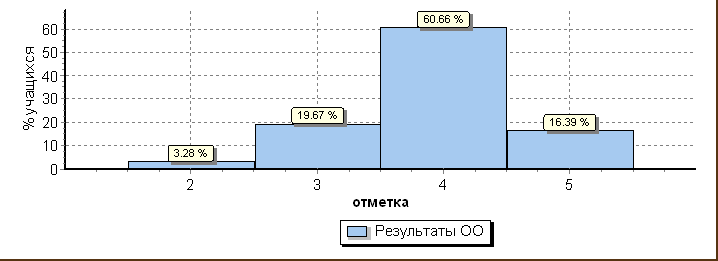 % учащихся
60
50
40
30
20
10
0
3.28 %
19.67 %
60.66 %
16.39 %
2 3 4 5
отметка
Результаты ОО